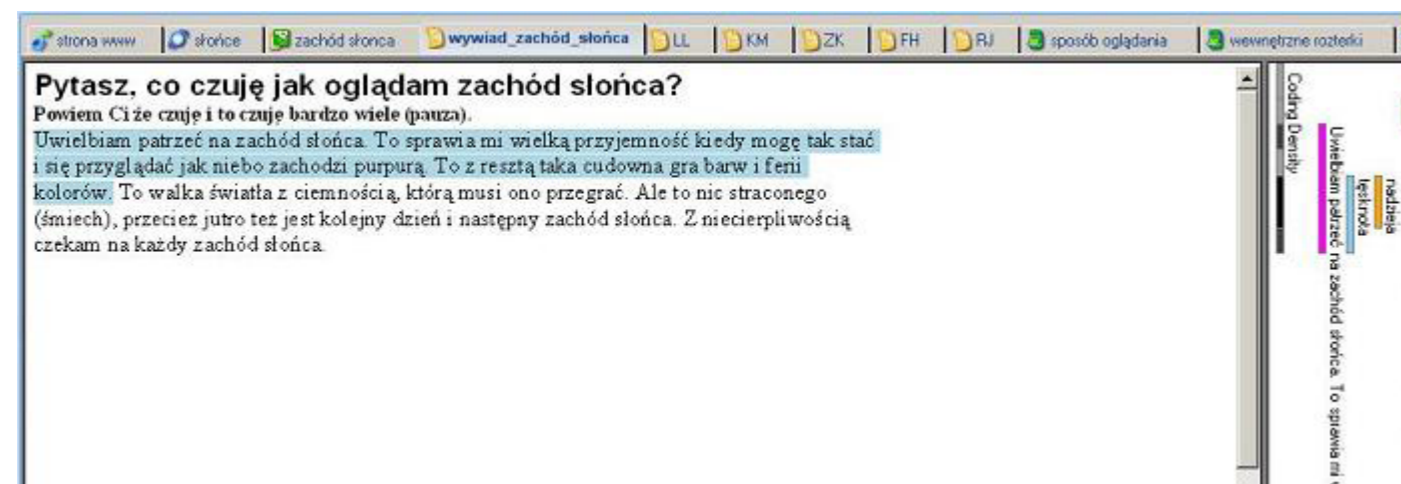 strona www słońce zachód słonca wywiad_zachód_słońca LL KM ZK FH RJ sposób oglądania wewnętrzne rozterki
Pytasz, co czuję jak oglądam zachód słońca?
Powiem Ci że czuję i to czuję bardzo wiele (pauza).
Uwielbiam patrzeć na zachód słońca. To sprawia mi wielką przyjemność kiedy mogę tak stać
i się przyglądać jak niebo zachodzi purpurą. To z resztą taka cudowna gra barw i ferii
kolorów. To walka światła z ciemnością, którą musi ono przegrać. Ale to nic straconego
(śmiech), przecież jutro też jest kolejny dzień i następny zachód słońca. Z niecierpliwością
czekam na każdy zachód słońca.
Coding Density
Uwielbiam patrzeć na zachód słońca. To sprawia mi
tęsknota
nadzieja